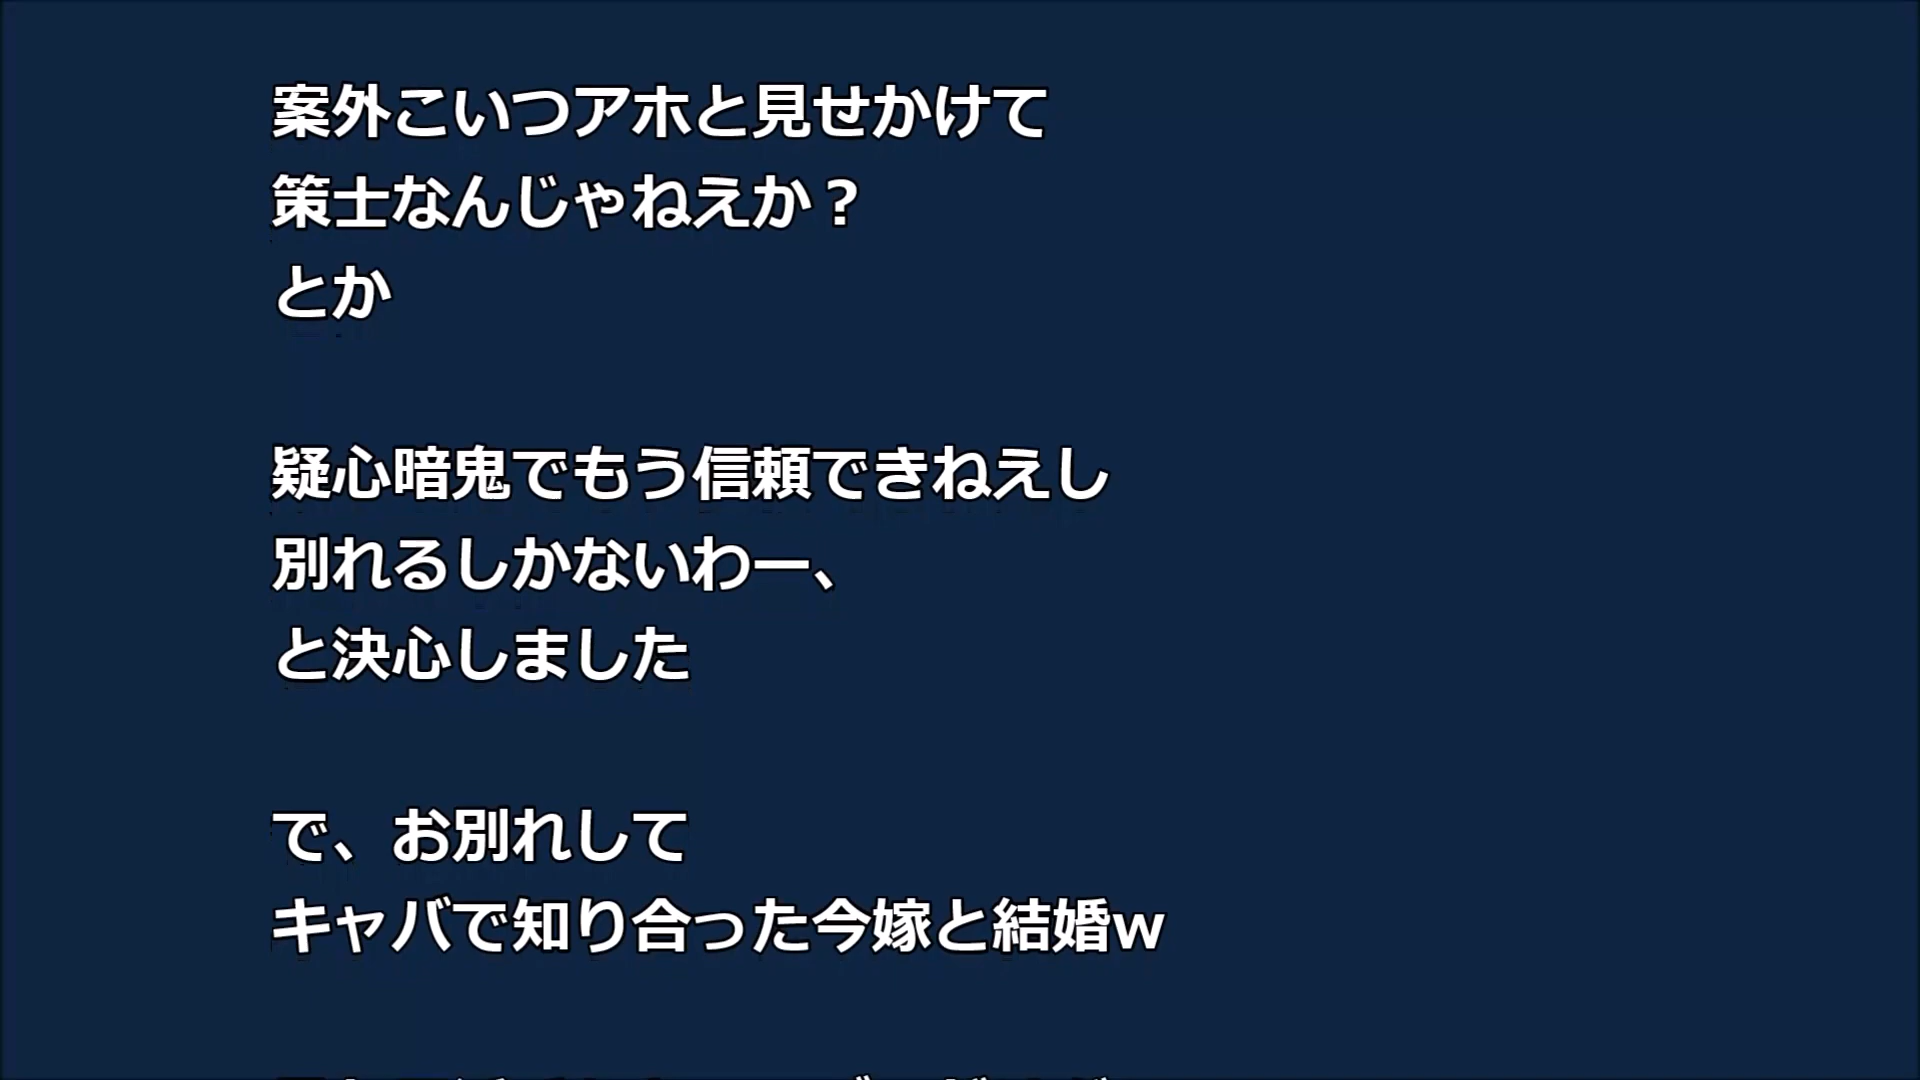 案外こいつアホと見せかけて
策士なんじゃねえか？
とか
疑心暗鬼でもう信頼できねえし
別れるしかないわー、
と決心しました
で、お別れして
キャバで知り合った今嫁と結婚w